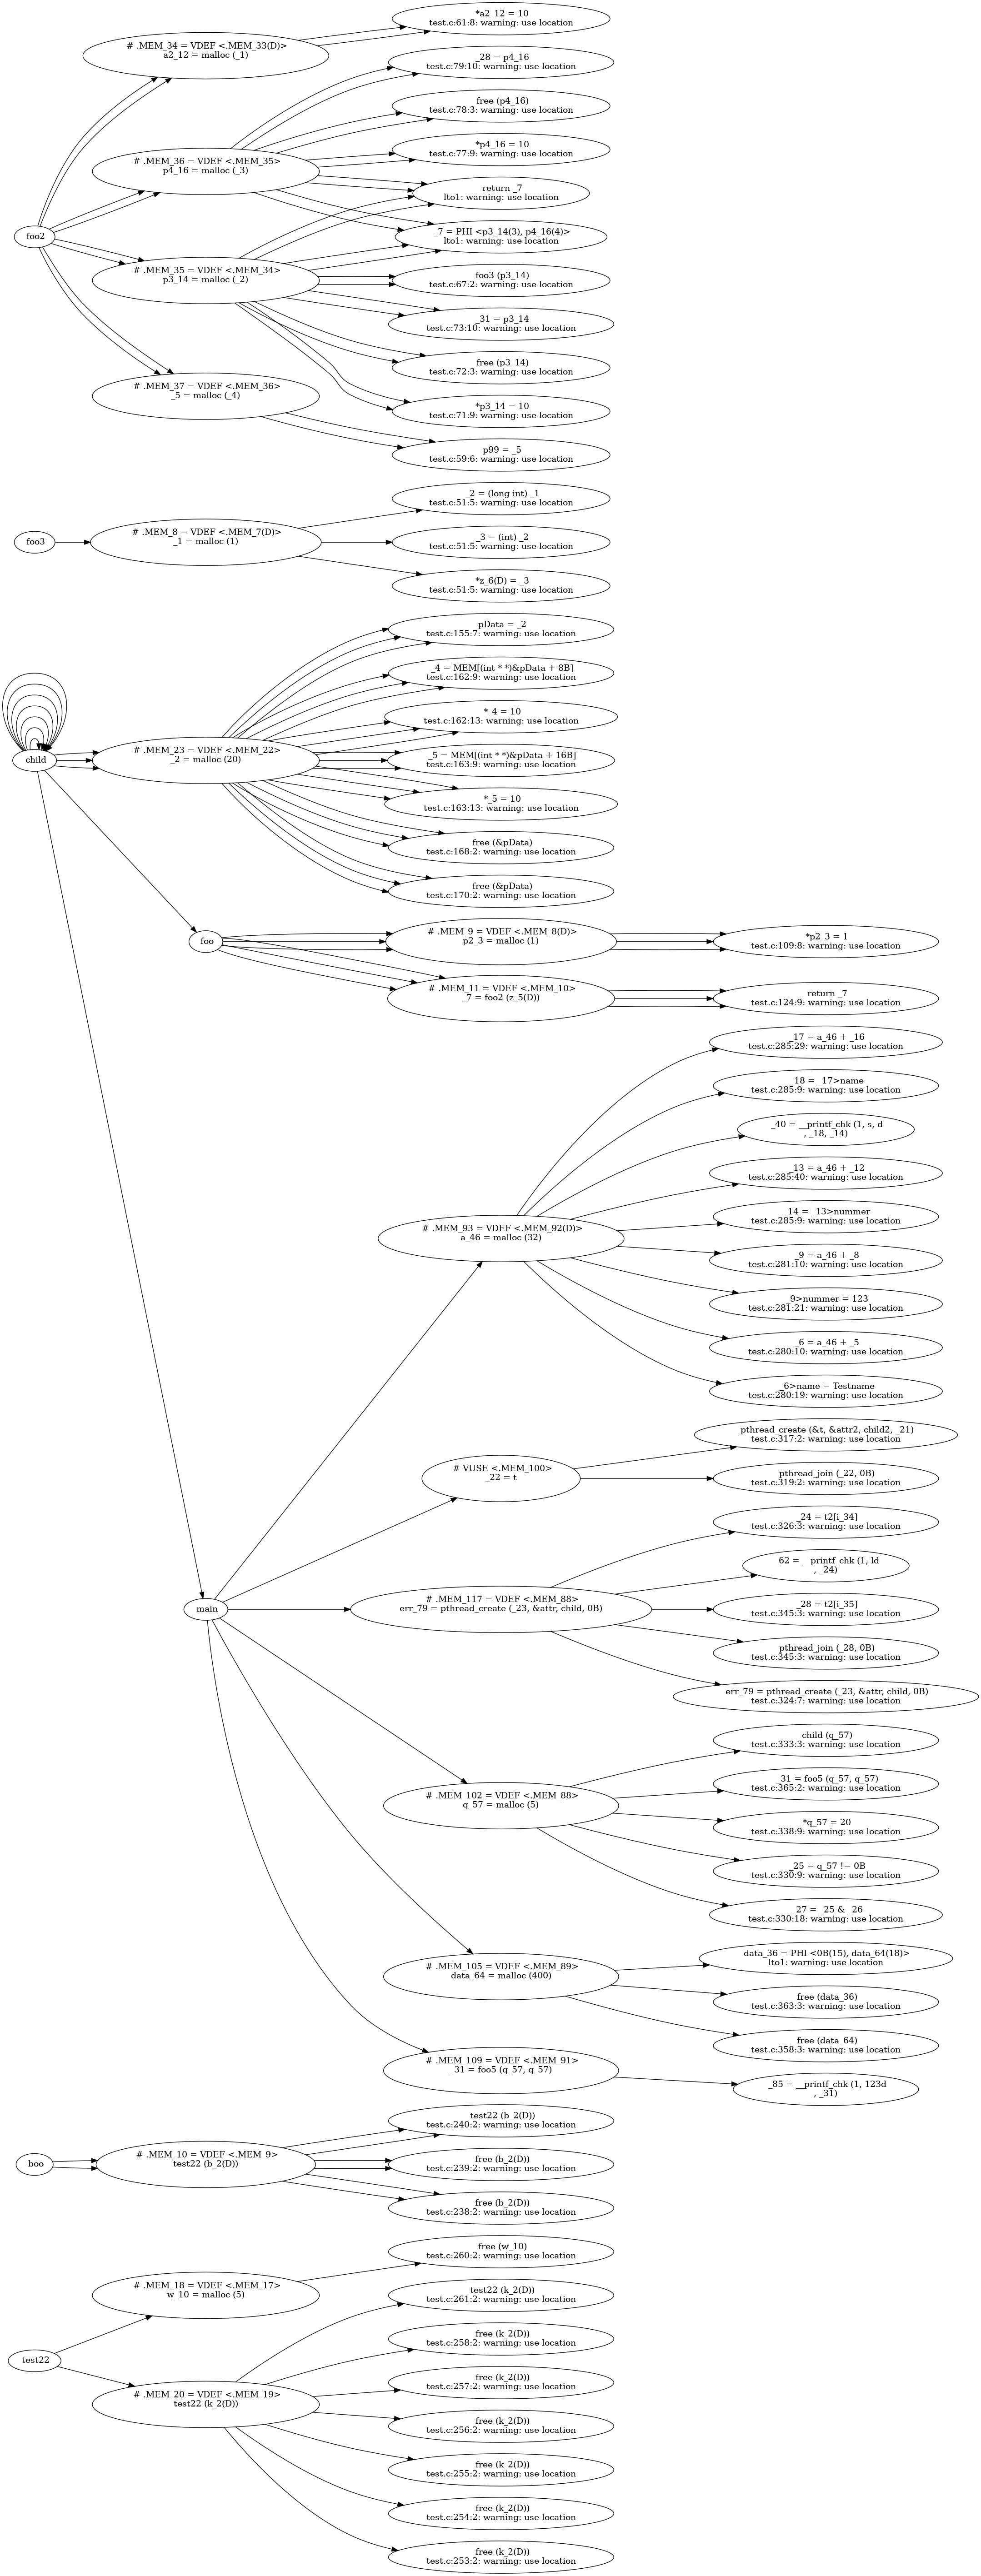 *a2_12 = 10
test.c:61:8: warning: use location
# .MEM_34 = VDEF <.MEM_33(D)>
a2_12 = malloc (_1)
_28 = p4_16
test.c:79:10: warning: use location
free (p4_16)
test.c:78:3: warning: use location
*p4_16 = 10
test.c:77:9: warning: use location
# .MEM_36 = VDEF <.MEM_35>
p4_16 = malloc (_3)
return _7
lto1: warning: use location
foo2
_7 = PHI <p3_14(3), p4_16(4)>
lto1: warning: use location
# .MEM_35 = VDEF <.MEM_34>
p3_14 = malloc (_2)
foo3 (p3_14)
test.c:67:2: warning: use location
_31 = p3_14
test.c:73:10: warning: use location
free (p3_14)
test.c:72:3: warning: use location
# .MEM_37 = VDEF <.MEM_36>
_5 = malloc (_4)
*p3_14 = 10
test.c:71:9: warning: use location
p99 = _5
test.c:59:6: warning: use location
_2 = (long int) _1
test.c:51:5: warning: use location
foo3
# .MEM_8 = VDEF <.MEM_7(D)>
_1 = malloc (1)
_3 = (int) _2
test.c:51:5: warning: use location
*z_6(D) = _3
test.c:51:5: warning: use location
pData = _2
test.c:155:7: warning: use location
_4 = MEM[(int * *)&pData + 8B]
test.c:162:9: warning: use location
*_4 = 10
test.c:162:13: warning: use location
child
# .MEM_23 = VDEF <.MEM_22>
_2 = malloc (20)
_5 = MEM[(int * *)&pData + 16B]
test.c:163:9: warning: use location
*_5 = 10
test.c:163:13: warning: use location
free (&pData)
test.c:168:2: warning: use location
free (&pData)
test.c:170:2: warning: use location
foo
# .MEM_9 = VDEF <.MEM_8(D)>
p2_3 = malloc (1)
*p2_3 = 1
test.c:109:8: warning: use location
# .MEM_11 = VDEF <.MEM_10>
_7 = foo2 (z_5(D))
return _7
test.c:124:9: warning: use location
_17 = a_46 + _16
test.c:285:29: warning: use location
_18 = _17>name
test.c:285:9: warning: use location
_40 = __printf_chk (1, s, d
, _18, _14)
_13 = a_46 + _12
test.c:285:40: warning: use location
_14 = _13>nummer
test.c:285:9: warning: use location
# .MEM_93 = VDEF <.MEM_92(D)>
a_46 = malloc (32)
_9 = a_46 + _8
test.c:281:10: warning: use location
_9>nummer = 123
test.c:281:21: warning: use location
_6 = a_46 + _5
test.c:280:10: warning: use location
_6>name = Testname
test.c:280:19: warning: use location
pthread_create (&t, &attr2, child2, _21)
test.c:317:2: warning: use location
# VUSE <.MEM_100>
_22 = t
pthread_join (_22, 0B)
test.c:319:2: warning: use location
_24 = t2[i_34]
test.c:326:3: warning: use location
_62 = __printf_chk (1, ld
, _24)
main
# .MEM_117 = VDEF <.MEM_88>
err_79 = pthread_create (_23, &attr, child, 0B)
_28 = t2[i_35]
test.c:345:3: warning: use location
pthread_join (_28, 0B)
test.c:345:3: warning: use location
err_79 = pthread_create (_23, &attr, child, 0B)
test.c:324:7: warning: use location
child (q_57)
test.c:333:3: warning: use location
_31 = foo5 (q_57, q_57)
test.c:365:2: warning: use location
# .MEM_102 = VDEF <.MEM_88>
q_57 = malloc (5)
*q_57 = 20
test.c:338:9: warning: use location
_25 = q_57 != 0B
test.c:330:9: warning: use location
_27 = _25 & _26
test.c:330:18: warning: use location
data_36 = PHI <0B(15), data_64(18)>
lto1: warning: use location
# .MEM_105 = VDEF <.MEM_89>
data_64 = malloc (400)
free (data_36)
test.c:363:3: warning: use location
free (data_64)
test.c:358:3: warning: use location
# .MEM_109 = VDEF <.MEM_91>
_31 = foo5 (q_57, q_57)
_85 = __printf_chk (1, 123d
, _31)
test22 (b_2(D))
test.c:240:2: warning: use location
boo
# .MEM_10 = VDEF <.MEM_9>
test22 (b_2(D))
free (b_2(D))
test.c:239:2: warning: use location
free (b_2(D))
test.c:238:2: warning: use location
free (w_10)
test.c:260:2: warning: use location
# .MEM_18 = VDEF <.MEM_17>
w_10 = malloc (5)
test22 (k_2(D))
test.c:261:2: warning: use location
free (k_2(D))
test.c:258:2: warning: use location
test22
free (k_2(D))
test.c:257:2: warning: use location
# .MEM_20 = VDEF <.MEM_19>
test22 (k_2(D))
free (k_2(D))
test.c:256:2: warning: use location
free (k_2(D))
test.c:255:2: warning: use location
free (k_2(D))
test.c:254:2: warning: use location
free (k_2(D))
test.c:253:2: warning: use location